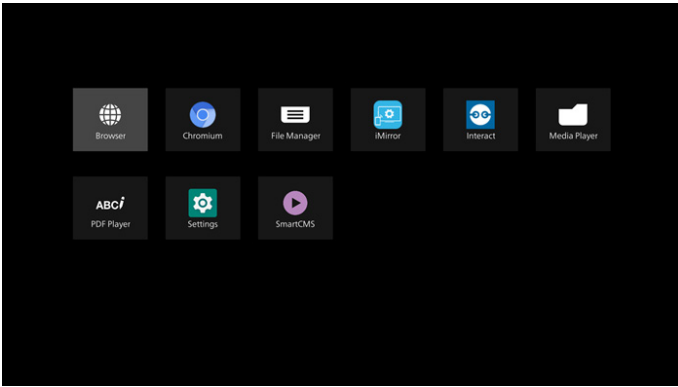 Browser
Chromium
File Manager
iMirror
Interact
Media Player
ABCi
PDF Player
Settings
SmartCMS